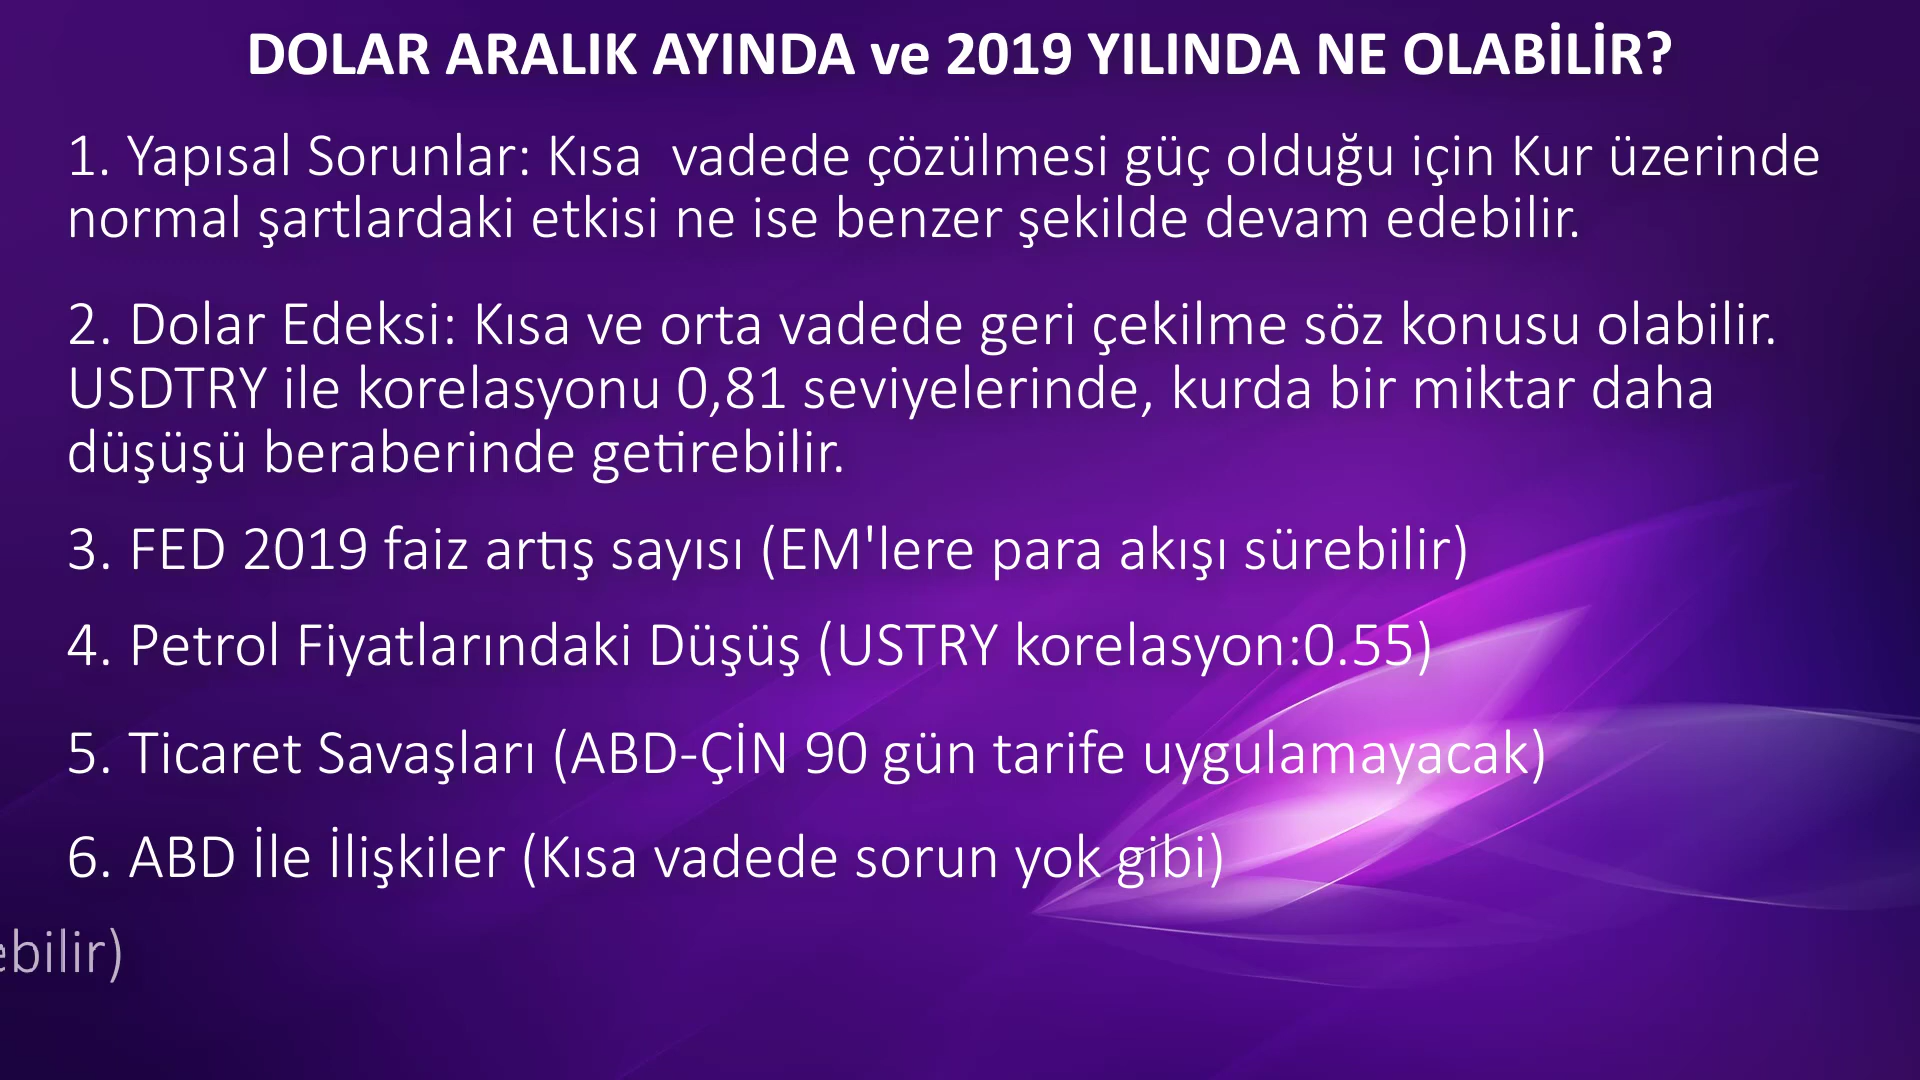 DOLAR ARALIK AYINDA ve 2019 YILINDA NE OLABİLİR?
1. Yapısal Sorunlar: Kısa  vadede çözülmesi güç olduğu için Kur üzerinde
normal şartlardaki etkisi ne ise benzer şekilde devam edebilir.
2. Dolar Edeksi: Kısa ve orta vadede geri çekilme söz konusu olabilir.
USDTRY ile korelasyonu 0,81 seviyelerinde, kurda bir miktar daha
düşüşü beraberinde getirebilir.
3. FED 2019 faiz artış sayısı (EM'lere para akışı sürebilir)
4. Petrol Fiyatlarındaki Düşüş (USTRY korelasyon:0.55)
5. Ticaret Savaşları (ABD-ÇİN 90 gün tarife uygulamayacak)
6. ABD İle İlişkiler (Kısa vadede sorun yok gibi)
ebilir)